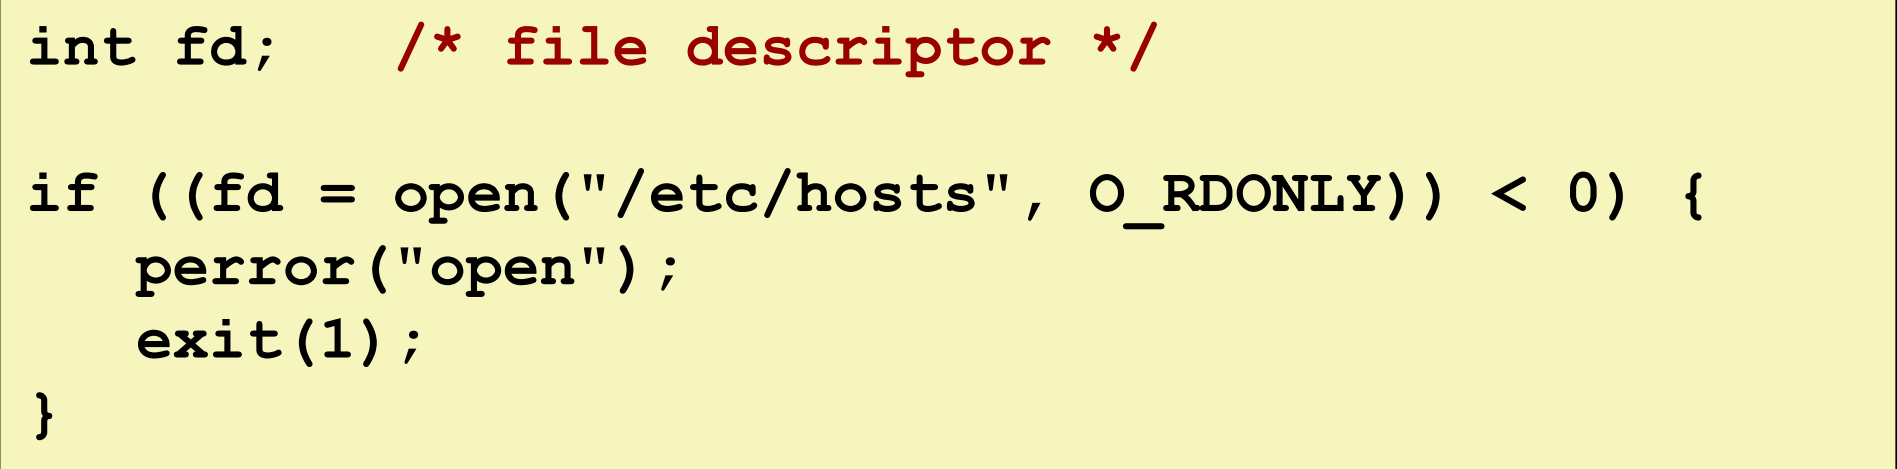 int fd;   /* file descriptor */

if ((fd = open("/etc/hosts", O_RDONLY)) < 0) {
   perror("open");
   exit(1);
}